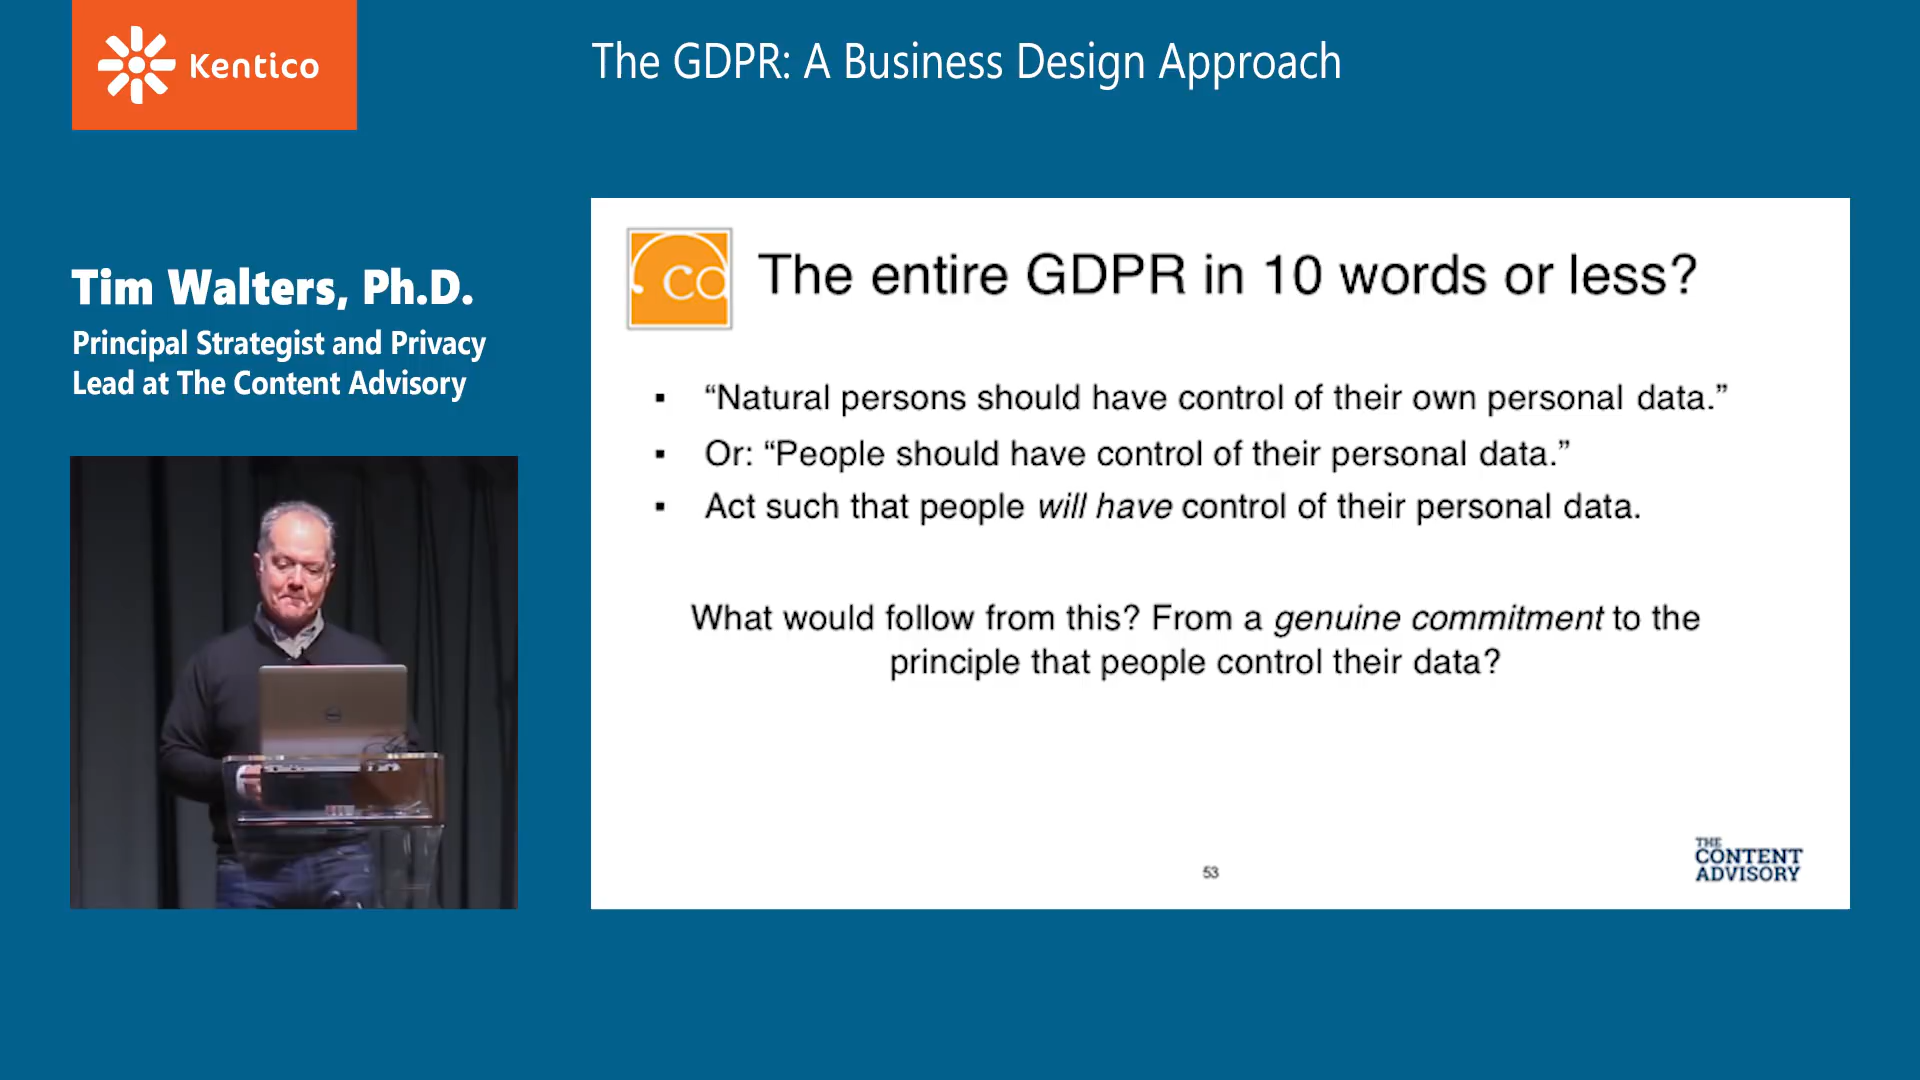 Kentico
The GDPR: A Business Design Approach
Tim Walters, Ph.D.
Principal Strategist and Privacy
Lead at The Content Advisory
ca
The entire GDPR in 10 words or less?
▪ “Natural persons should have control of their own personal data.”
▪ Or: “People should have control of their personal data.”
▪ Act such that people will have control of their personal data.
What would follow from this? From a genuine commitment to the
principle that people control their data?
53
THE
CONTENT
ADVISORY